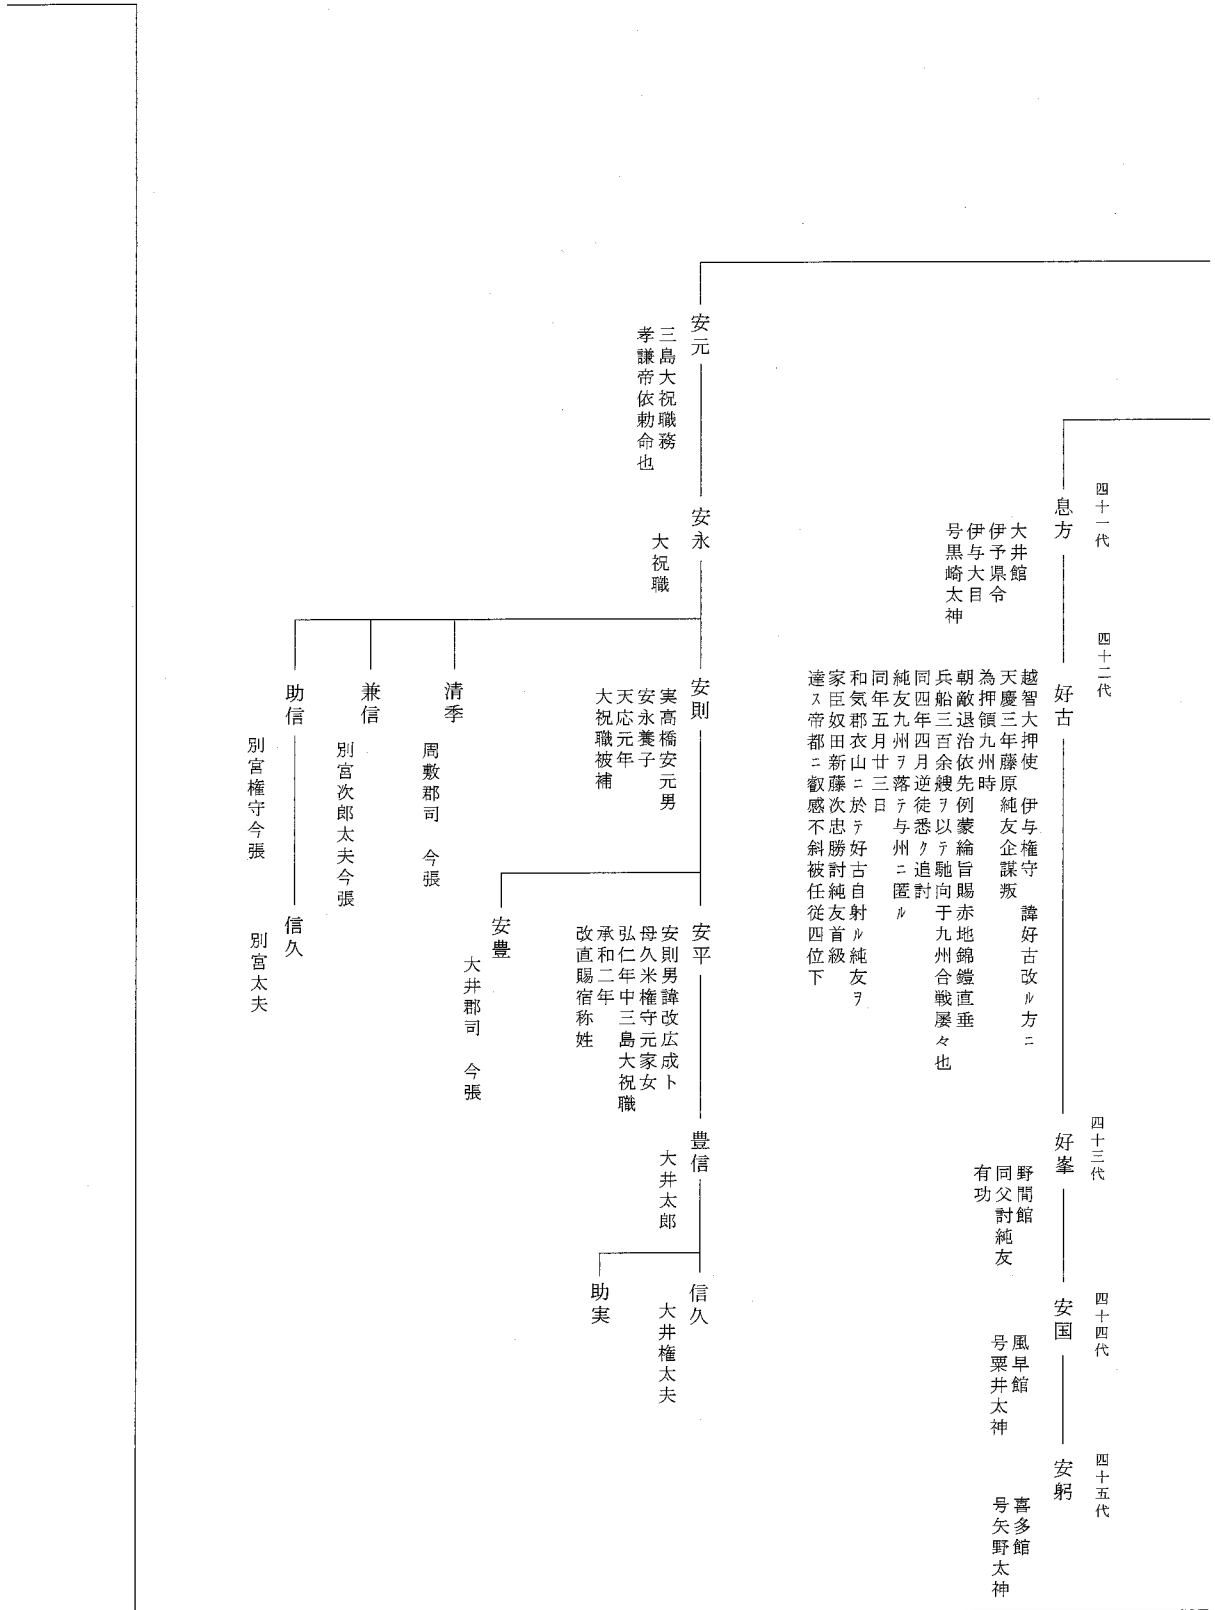 四十一代
息方
大井館
伊予県令
伊与大目
号黒崎太神
四十二代
好古
越智大押使　伊与権守　諱好古改ル方ニ
天慶三年藤原純友企謀叛
為押領九州時
朝敵退治依先例蒙綸旨賜赤地錦鎧直垂
兵船三百余艘ヲ以テ馳向于九州合戦屡々也
同四年四月逆徒悉ク追討
純友九州ヲ落テ与州ニ匿ル
同年五月廿三日
和気郡衣山ニ於テ好古自射ル純友ヲ
家臣奴田新藤次忠勝討純友首級
達ス帝都ニ叡感不斜被任従四位下
四十三代
好峯
野間館
同父討純友
有功
四十四代
安国
風早館
号粟井太神
四十五代
安躬
喜多館
号矢野太神
安元
三島大祝職務
孝謙帝依勅命也
安永
大祝職
安則
実高橋安元男
安永養子
天応元年
大祝職被補
安平
安則男諱改広成ト
母久米権守元家女
弘仁年中三島大祝職
承和二年
改直賜宿称姓
豊信
大井太郎
信久
大井権太夫
助実
安豊
大井郡司　今張
清季
周敷郡司　今張
兼信
別宮次郎太夫今張
助信
別宮権守今張
信久
別宮太夫